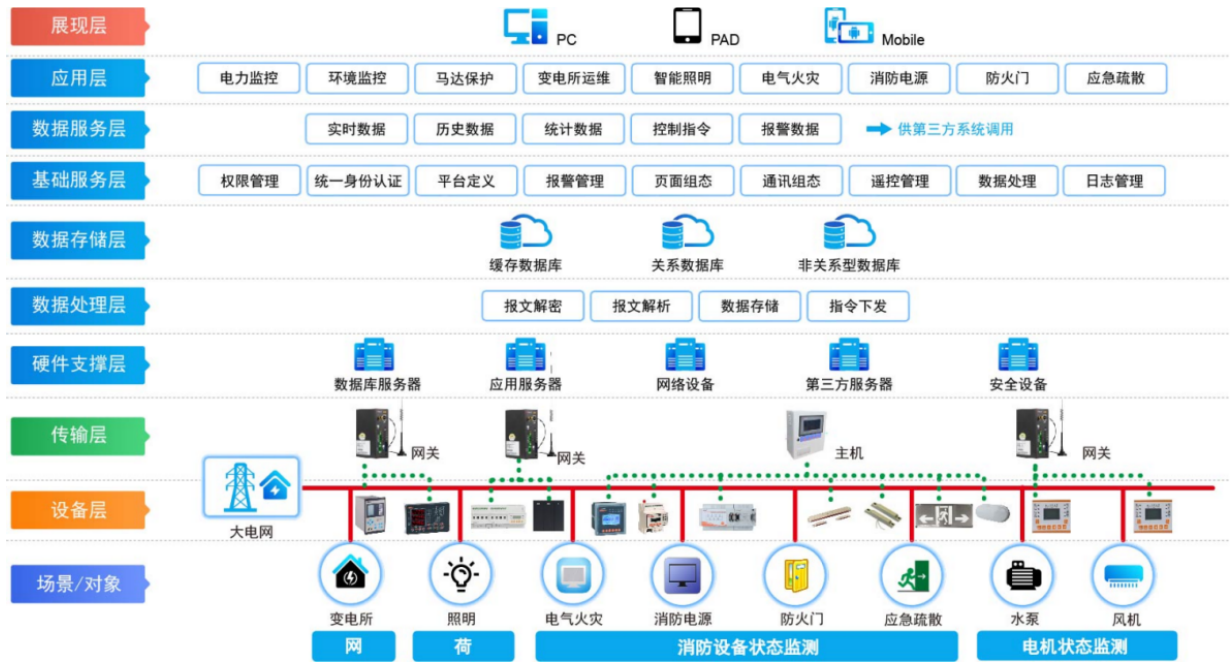 展现层
PC
PAD
Mobile
应用层
电力监控
环境监控
马达保护
变电所运维
智能照明
电气火灾
消防电源
防火门
应急疏散
数据服务层
实时数据
历史数据
统计数据
控制指令
报警数据
供第三方系统调用
基础服务层
权限管理
统一身份认证
平台定义
报警管理
页面组态
通讯组态
遥控管理
数据处理
日志管理
数据存储层
缓存数据库
关系数据库
非关系型数据库
数据处理层
报文解密
报文解析
数据存储
指令下发
硬件支撑层
数据库服务器
应用服务器
网络设备
第三方服务器
安全设备
传输层
网关
网关
主机
网关
设备层
大电网
场景/对象
变电所
照明
电气火灾
消防电源
防火门
应急疏散
水泵
风机
网
荷
消防设备状态监测
电机状态监测